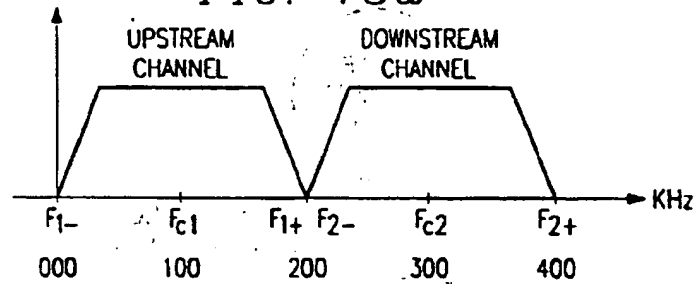 UPSTREAM CHANNEL
DOWNSTREAM CHANNEL
KHz
F1- Fc1 F1+ F2- Fc2 F2+
000 100 200 300 400